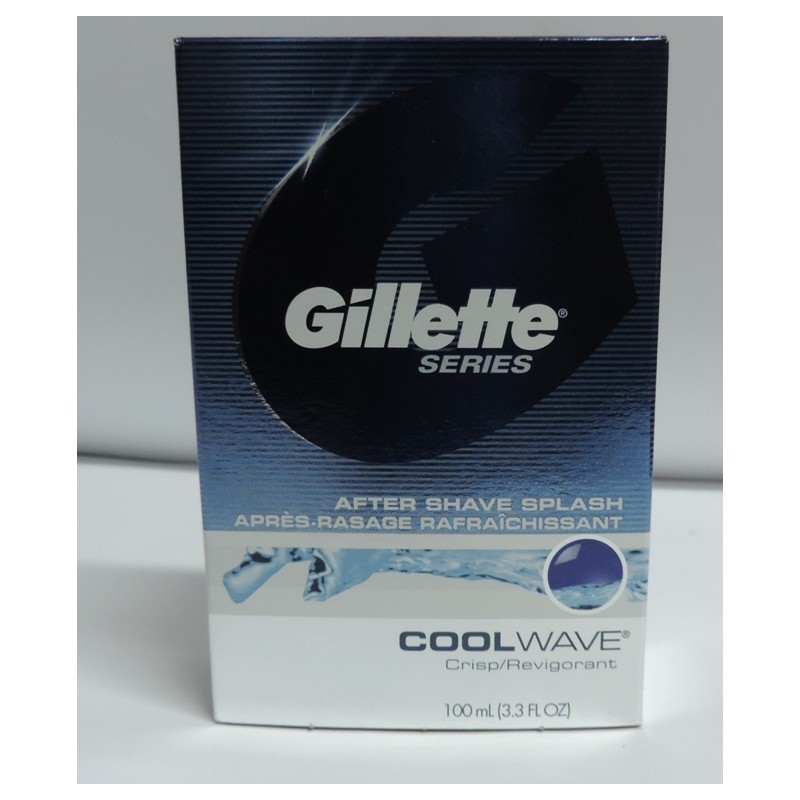 Gillette®
SERIES
AFTER SHAVE SPLASH
APRÈS-RASAGE RAFRAÎCHISSANT
COOLWAVE®
Crisp/Revigorant
100 mL (3.3 FL OZ)